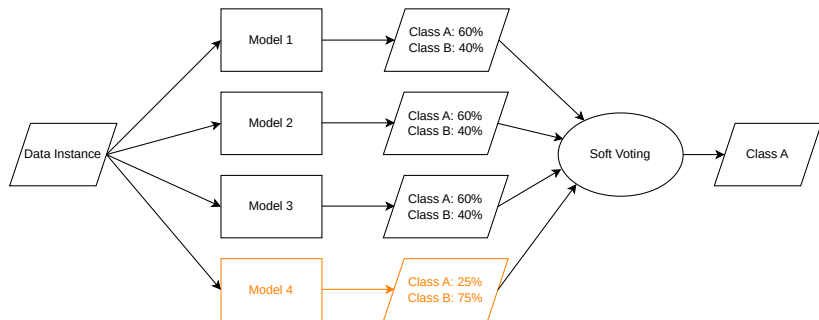 Model 1
Class A: 60%
Class B: 40%
Model 2
Class A: 60%
Class B: 40%
Data Instance
Soft Voting
Class A
Model 3
Class A: 60%
Class B: 40%
Model 4
Class A: 25%
Class B: 75%